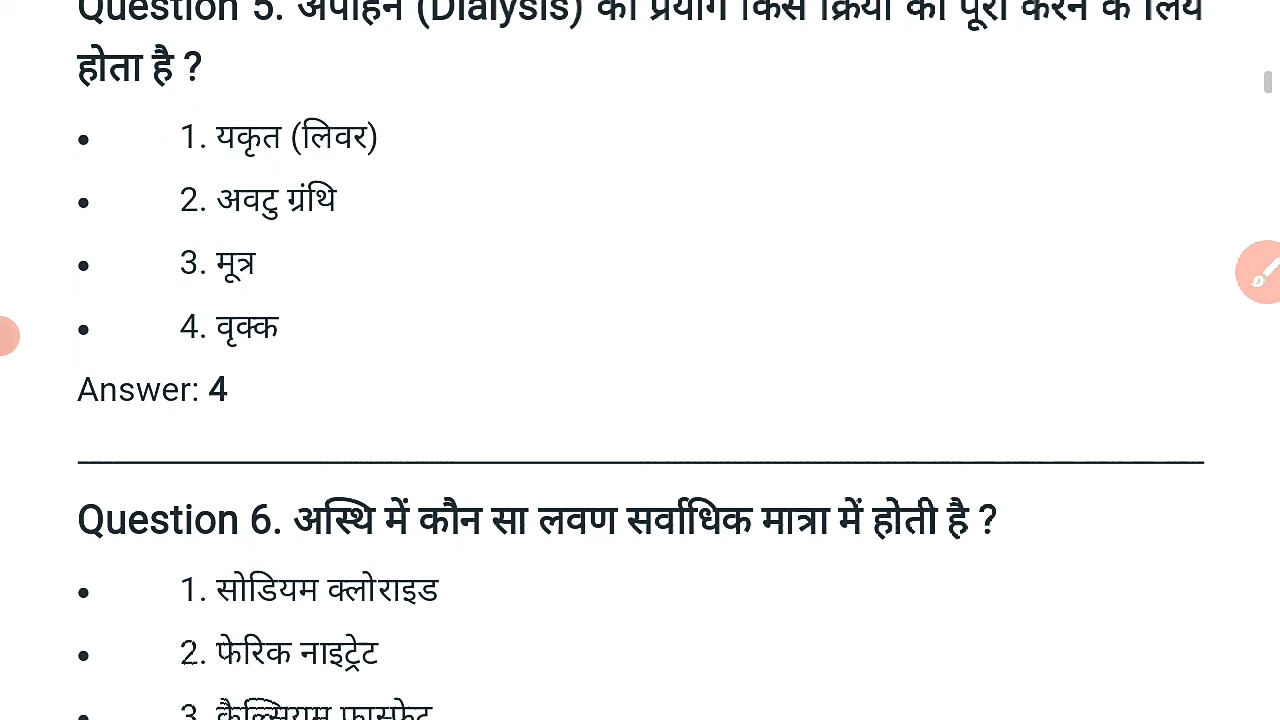 Question 5. अपोहन (Dialysis) का प्रयोग किस क्रिया को पूरा करने के लिये
होता है ?
• 1. यकृत (लिवर)
• 2. अवटु ग्रंथि
• 3. मूत्र
• 4. वृक्क
Answer: 4
Question 6. अस्थि में कौन सा लवण सर्वाधिक मात्रा में होती है ?
• 1. सोडियम क्लोराइड
• 2. फेरिक नाइट्रेट
• 3. कैल्सियम फास्फेट